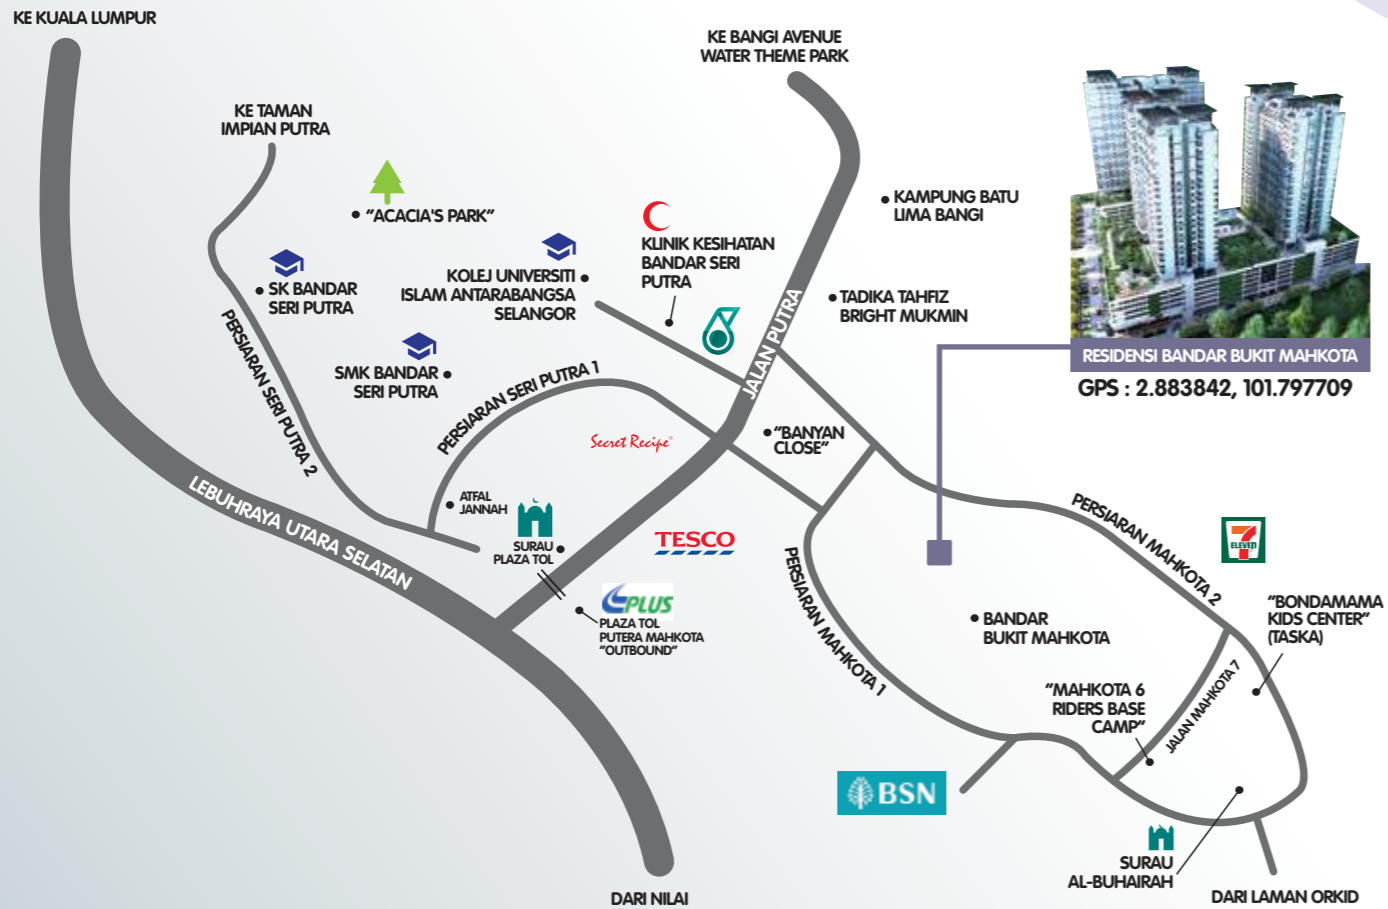 KE KUALA LUMPUR
KE BANGI AVENUE
WATER THEME PARK
KE TAMAN
IMPIAN PUTRA
"ACACIA'S PARK"
KAMPUNG BATU
LIMA BANGI
KLINIK KESIHATAN
BANDAR SERI
PUTRA
KOLEJ UNIVERSITI
ISLAM ANTARABANGSA
SELANGOR
SK BANDAR
SERI PUTRA
TADIKA TAHFIZ
BRIGHT MUKMIN
JALAN PUTRA
RESIDENSI BANDAR BUKIT MAHKOTA
GPS : 2.883842, 101.797709
PERSIARAN SERI PUTRA 2
SMK BANDAR
SERI PUTRA
PERSIARAN SERI PUTRA 1
Secret Recipe®
"BANYAN
CLOSE"
LEBUHRAYA UTARA SELATAN
ATFAL
JANNAH
SURAU
PLAZA TOL
TESCO
PERSIARAN MAHKOTA 2
7
ELEVEn
PERSIARAN MAHKOTA 1
PLUS
PLAZA TOL
PUTERA MAHKOTA
"OUTBOUND"
BANDAR
BUKIT MAHKOTA
"BONDAMAMA
KIDS CENTER"
(TASKA)
"MAHKOTA 6
RIDERS BASE
CAMP"
JALAN MAHKOTA 7
BSN
SURAU
AL-BUHAIRAH
DARI NILAI
DARI LAMAN ORKID